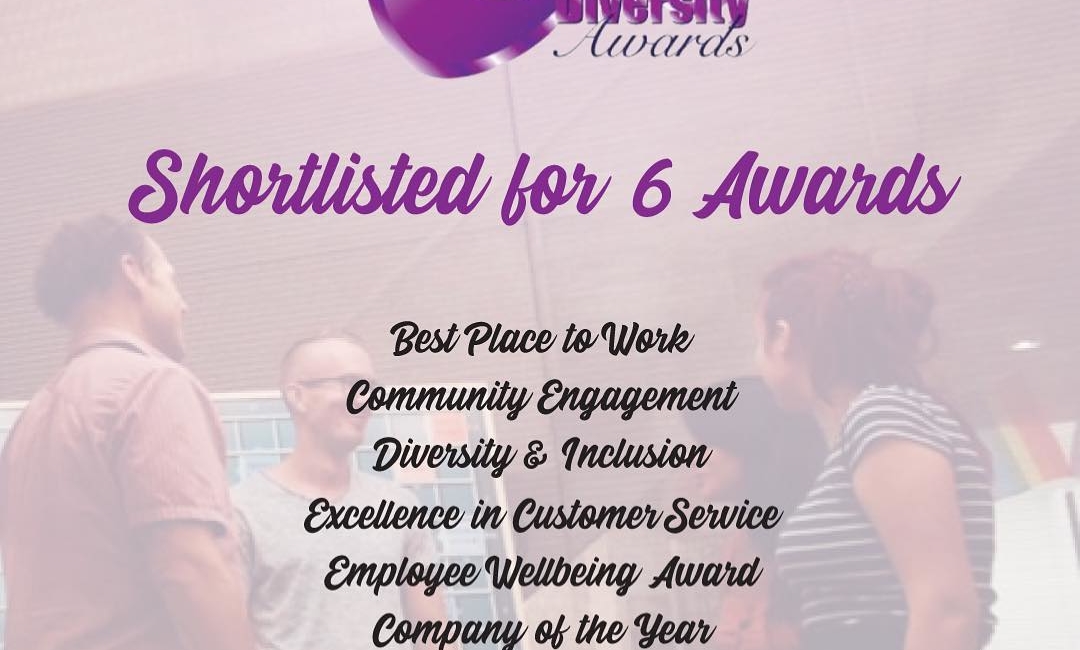 Diversity
Awards
Shortlisted for 6 Awards
Best Place to Work
Community Engagement
Diversity & Inclusion
Excellence in Customer Service
Employee Wellbeing Award
Company of the Year